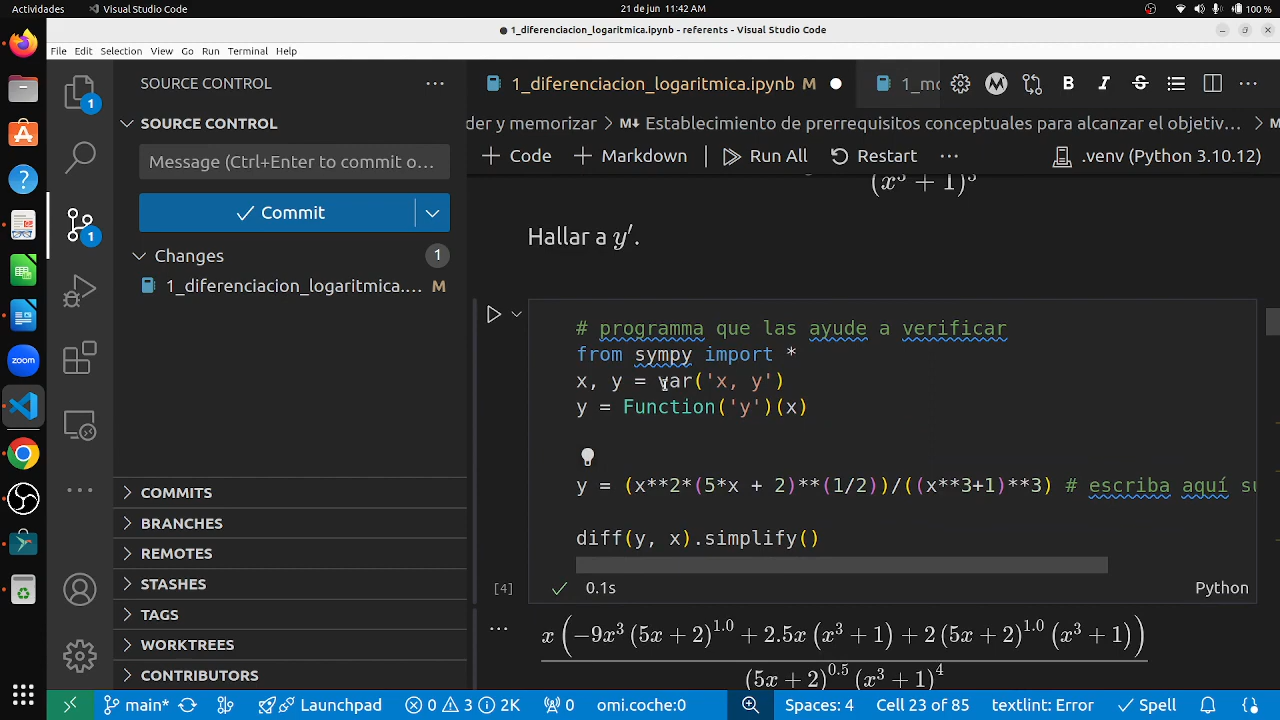 Actividades
Visual Studio Code
21 de jun 11:42 AM
100 %
1_diferenciacion_logaritmica.ipynb - referents - Visual Studio Code
File Edit Selection View Go Run Terminal Help
SOURCE CONTROL
1_diferenciacion_logaritmica.ipynb M
SOURCE CONTROL
der y memorizar > M↓ Establecimiento de prerrequisitos conceptuales para alcanzar el objetiv...
Message (Ctrl+Enter to commit o...
+ Code + Markdown Run All Restart ... .venv (Python 3.10.12)
(x³ + 1)³
Commit
Hallar a y′.
Changes 1
1_diferenciacion_logaritmica.... M
# programma que las ayude a verificar
from sympy import *
x, y = var('x, y')
y = Function('y')(x)
y = (x**2*(5*x + 2)**(1/2))/((x**3+1)**3) # escriba aquí su
diff(y, x).simplify()
[4] 0.1s Python
COMMITS
BRANCHES
REMOTES
STASHES
TAGS
WORKTREES
CONTRIBUTORS
x(−9x³ (5x + 2)^1.0 + 2.5x (x³ + 1) + 2 (5x + 2)^1.0 (x³ + 1))
(5x + 2)^0.5 (x³ + 1)^4
zoom
main* Launchpad 0 3 2K 0 omi.coche:0 Spaces: 4 Cell 23 of 85 textlint: Error Spell